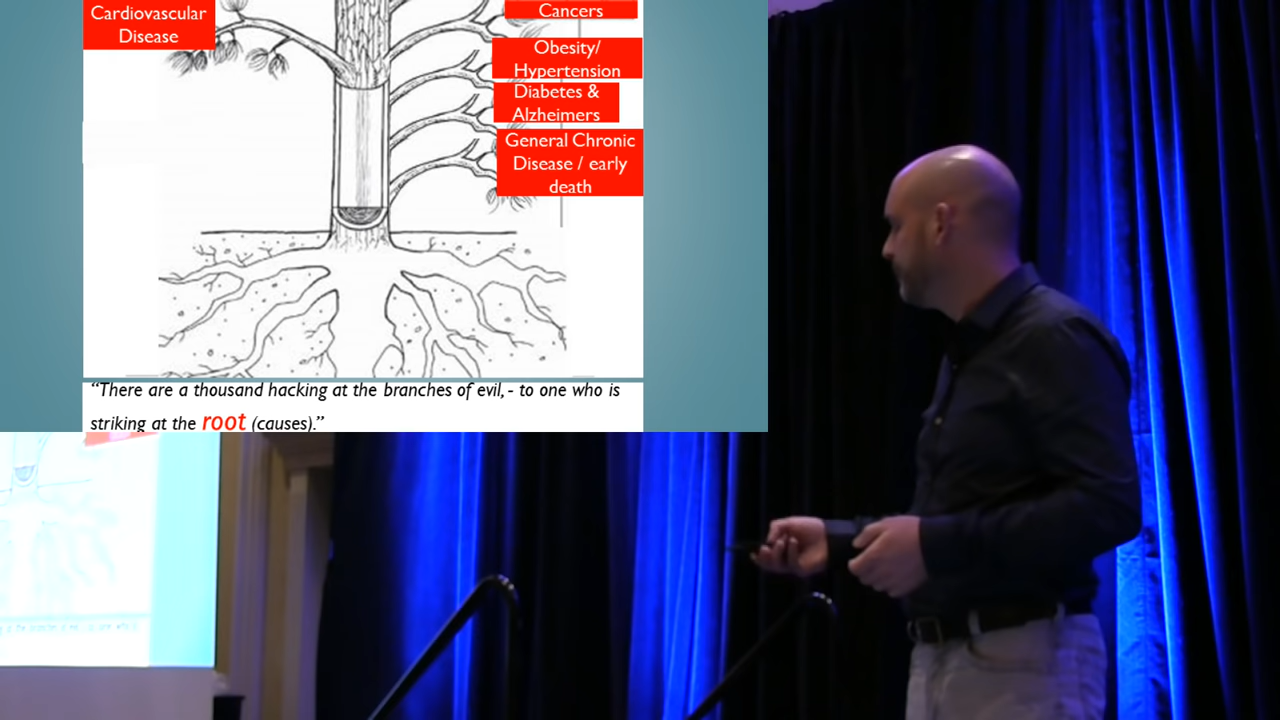 Cardiovascular
Disease
Cancers
Obesity/
Hypertension
Diabetes &
Alzheimers
General Chronic
Disease / early
death
“There are a thousand hacking at the branches of evil, - to one who is
striking at the root (causes).”